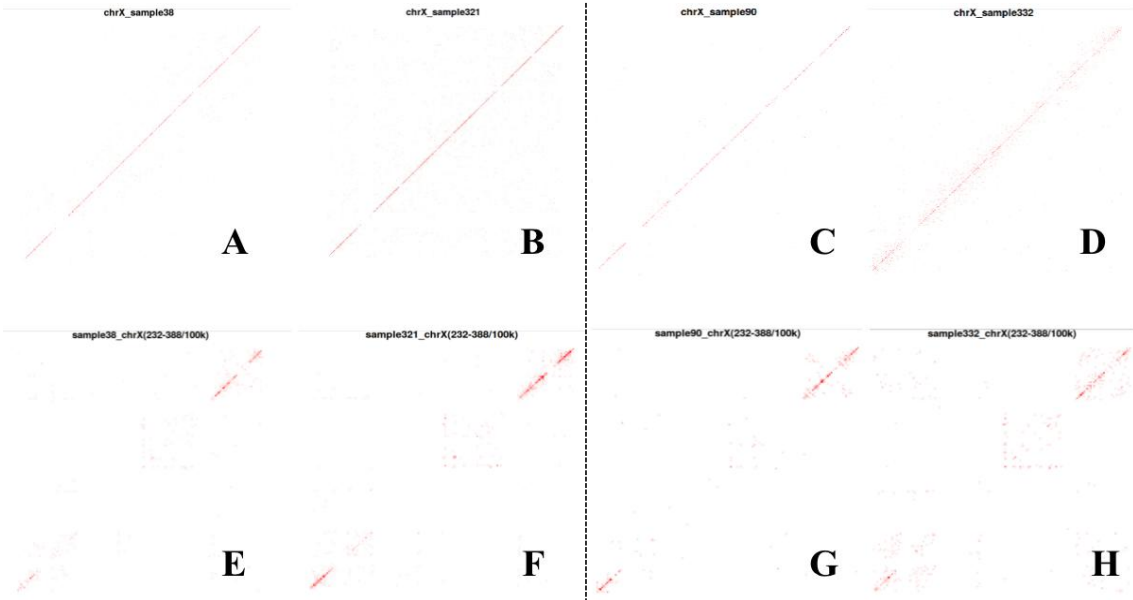 chrX_sample38
chrX_sample321
chrX_sample90
chrX_sample332
A
B
C
D
sample38_chrX(232-388/100k)
sample321_chrX(232-388/100k)
sample90_chrX(232-388/100k)
sample332_chrX(232-388/100k)
E
F
G
H